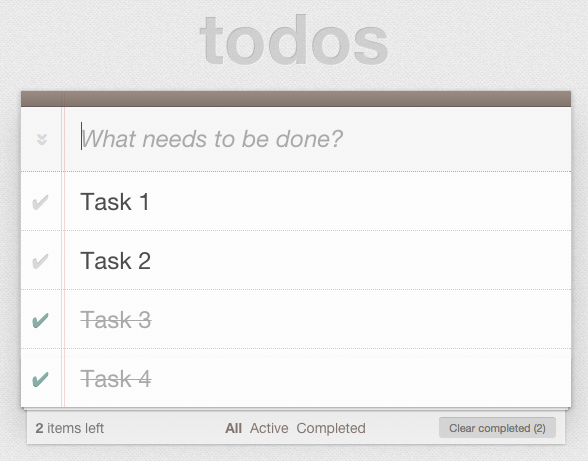 todos
What needs to be done?
Task 1
Task 2
Task 3
Task 4
2 items left All Active Completed Clear completed (2)